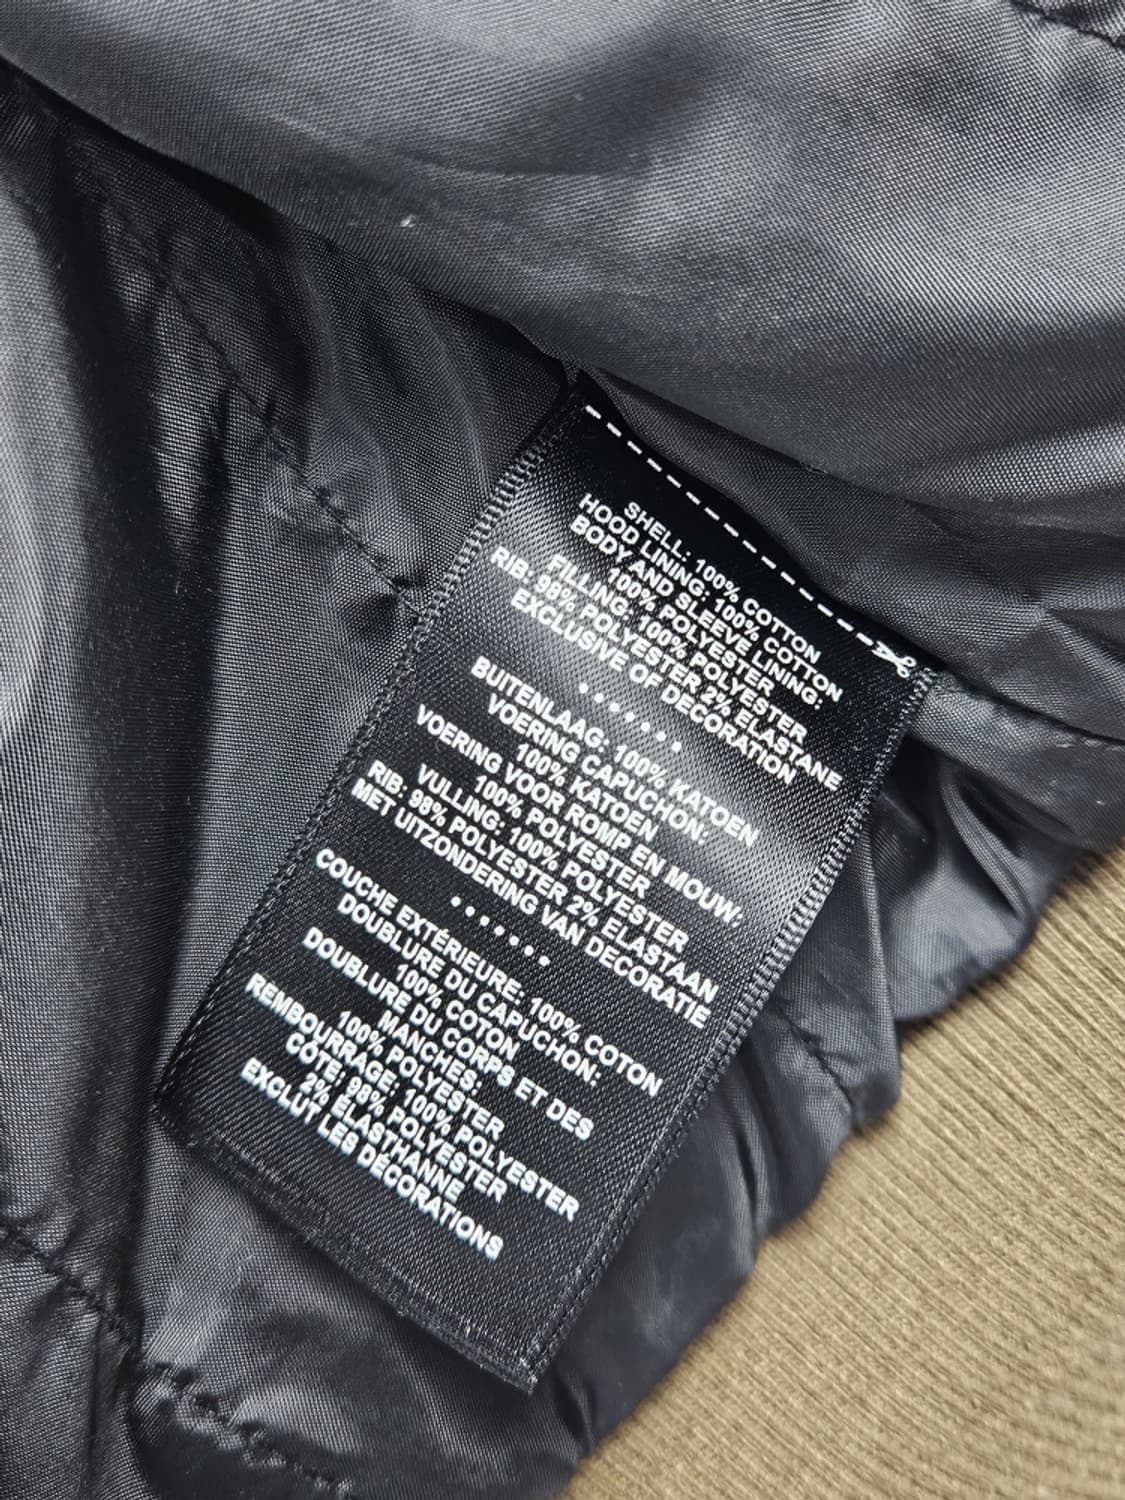 SHELL: 100% COTTON
HOOD LINING: 100% COTTON
BODY AND SLEEVE LINING:
100% POLYESTER
FILLING: 100% POLYESTER
RIB: 98% POLYESTER 2% ELASTANE
EXCLUSIVE OF DECORATION
.......
BUITENLAAG: 100% KATOEN
VOERING CAPUCHON:
100% KATOEN
VOERING VOOR ROMP EN MOUW:
100% POLYESTER
VULLING: 100% POLYESTER
RIB: 98% POLYESTER 2% ELASTAAN
MET UITZONDERING VAN DECORATIE
.......
COUCHE EXTÉRIEURE: 100% COTON
DOUBLURE DU CAPUCHON:
100% COTON
DOUBLURE DU CORPS ET DES
MANCHES:
100% POLYESTER
REMBOURRAGE: 100% POLYESTER
CÔTE 98% POLYESTER
2% ELASTHANNE
EXCLUT LES DÉCORATIONS